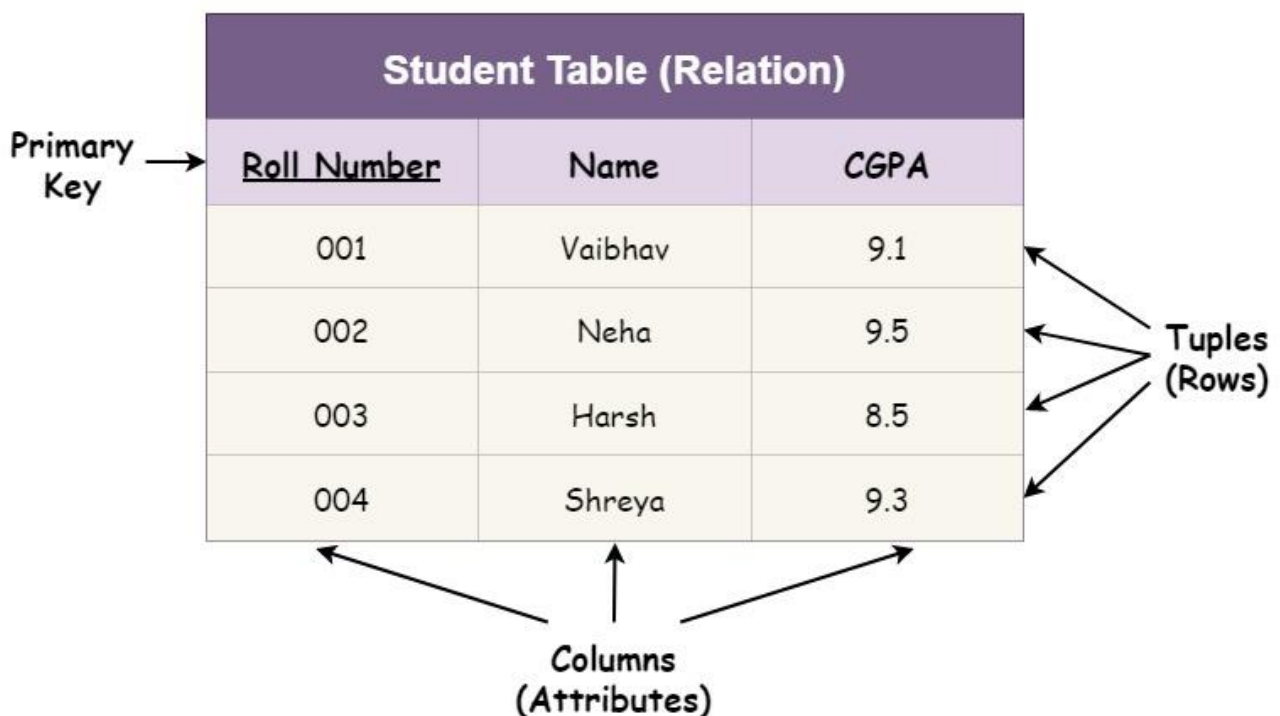 Student Table (Relation)
Primary
Key
Roll Number Name CGPA
001 Vaibhav 9.1
002 Neha 9.5
003 Harsh 8.5
004 Shreya 9.3
Tuples
(Rows)
Columns
(Attributes)